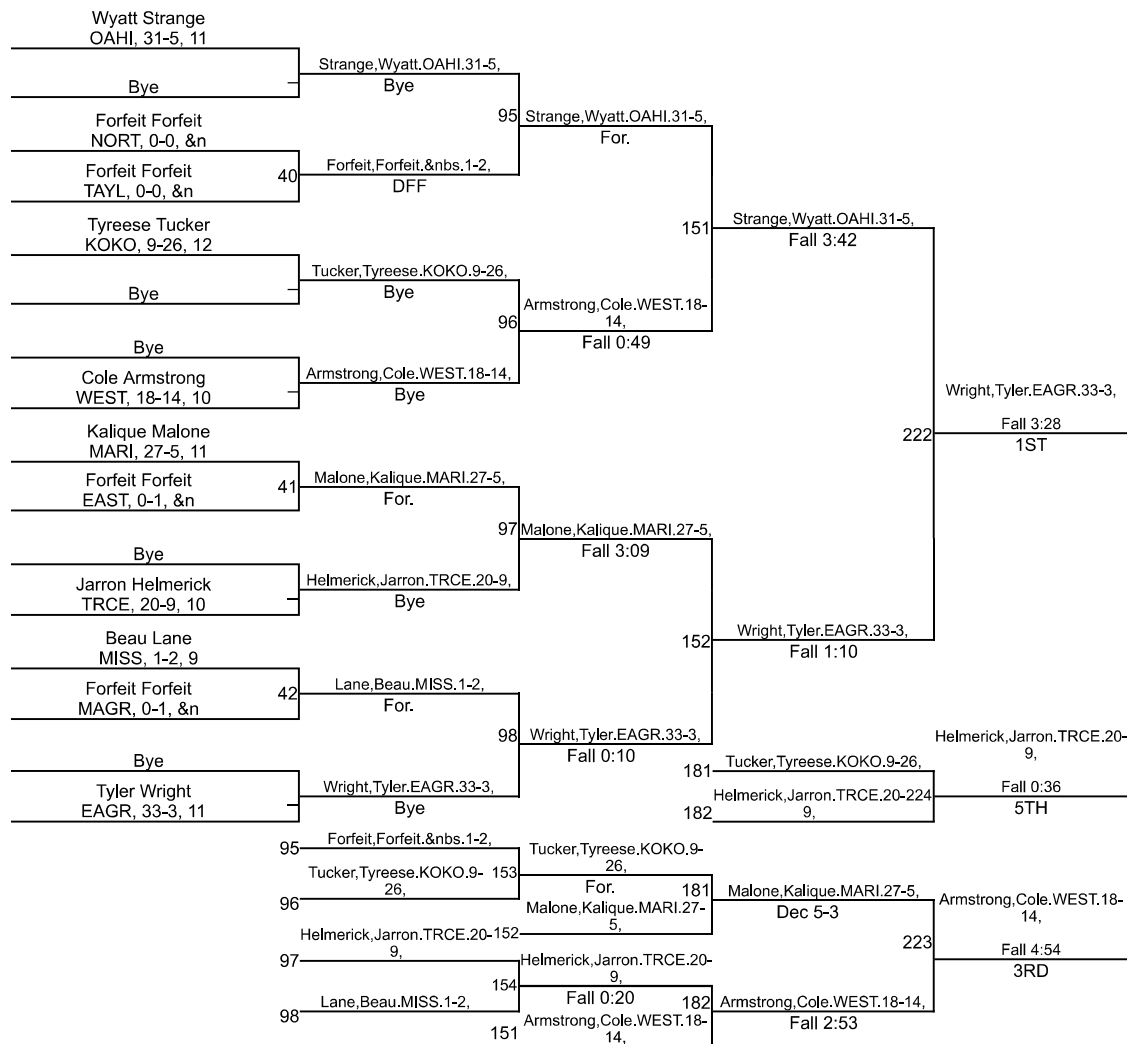 Wyatt Strange
OAHI, 31-5, 11
Bye
Strange,Wyatt.OAHI.31-5,
Bye
Forfeit Forfeit
NORT, 0-0, &n
Forfeit Forfeit
TAYL, 0-0, &n
40
Forfeit,Forfeit.&nbs.1-2,
DFF
95
Strange,Wyatt.OAHI.31-5,
For.
Tyreese Tucker
KOKO, 9-26, 12
Bye
Tucker,Tyreese.KOKO.9-26,
Bye
Bye
Cole Armstrong
WEST, 18-14, 10
Armstrong,Cole.WEST.18-14,
Bye
96
Armstrong,Cole.WEST.18-
14,
Fall 0:49
151
Strange,Wyatt.OAHI.31-5,
Fall 3:42
Kalique Malone
MARI, 27-5, 11
Forfeit Forfeit
EAST, 0-1, &n
41
Malone,Kalique.MARI.27-5,
For.
Bye
Jarron Helmerick
TRCE, 20-9, 10
Helmerick,Jarron.TRCE.20-9,
Bye
97
Malone,Kalique.MARI.27-5,
Fall 3:09
Beau Lane
MISS, 1-2, 9
Forfeit Forfeit
MAGR, 0-1, &n
42
Lane,Beau.MISS.1-2,
For.
Bye
Tyler Wright
EAGR, 33-3, 11
Wright,Tyler.EAGR.33-3,
Bye
98
Wright,Tyler.EAGR.33-3,
Fall 0:10
152
Wright,Tyler.EAGR.33-3,
Fall 1:10
222
Wright,Tyler.EAGR.33-3,
Fall 3:28
1ST
181
Tucker,Tyreese.KOKO.9-26,
182
Helmerick,Jarron.TRCE.20-
9,
224
Helmerick,Jarron.TRCE.20-
9,
Fall 0:36
5TH
95
Forfeit,Forfeit.&nbs.1-2,
96
Tucker,Tyreese.KOKO.9-
26,
153
Tucker,Tyreese.KOKO.9-
26,
For.
152
Malone,Kalique.MARI.27-
5,
181
Malone,Kalique.MARI.27-5,
Dec 5-3
97
Helmerick,Jarron.TRCE.20-
9,
98
Lane,Beau.MISS.1-2,
154
Helmerick,Jarron.TRCE.20-
9,
Fall 0:20
151
Armstrong,Cole.WEST.18-
14,
182
Armstrong,Cole.WEST.18-14,
Fall 2:53
223
Armstrong,Cole.WEST.18-
14,
Fall 4:54
3RD